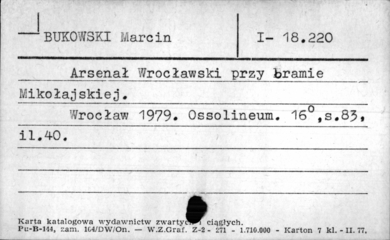 BUKOWSKI Marcin
I- 18.220
Arsenał Wrocławski przy bramie
Mikołajskiej.
Wrocław 1979. Ossolineum. 16°,s.83,
il.40.
Karta katalogowa wydawnictw zwartych i ciągłych.
Pu-B-144, zam. 164/DW/On. — W.Z.Graf. Z-2 - 271 - 1.710.000 - Karton 7 kl. - II. 77.